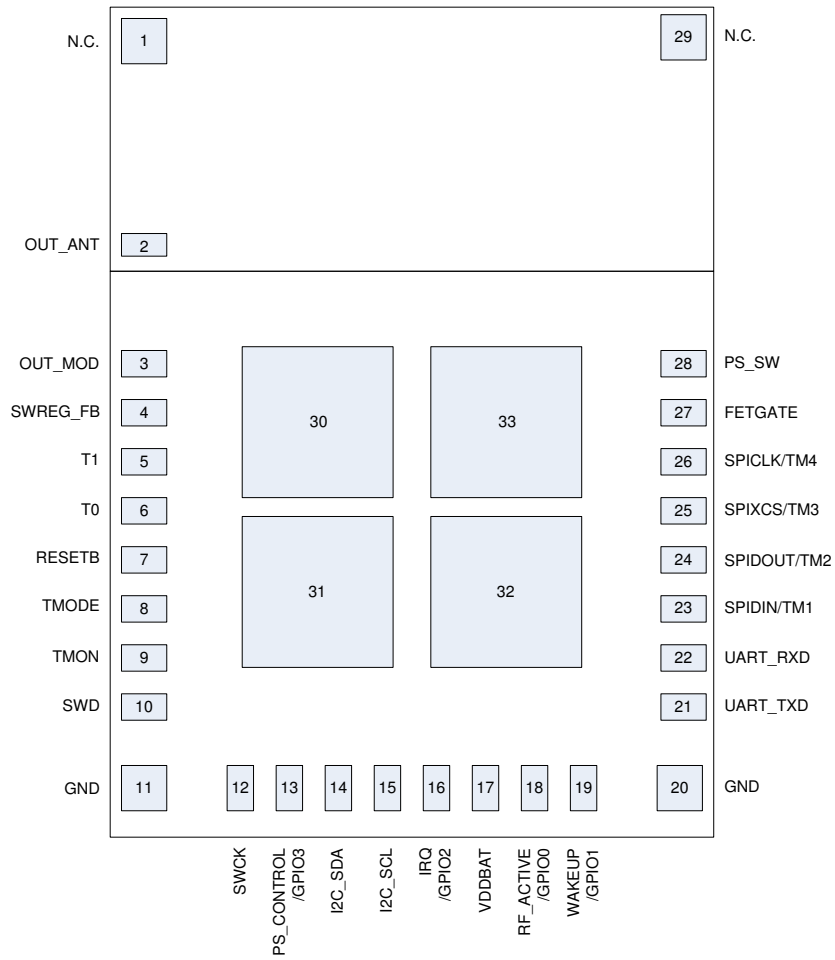 N.C. 1 29 N.C.
OUT_ANT 2
OUT_MOD 3 28 PS_SW
SWREG_FB 4 27 FETGATE
30 33
T1 5 26 SPICLK/TM4
T0 6 25 SPIXCS/TM3
RESETB 7 24 SPIDOUT/TM2
31 32
TMODE 8 23 SPIDIN/TM1
TMON 9 22 UART_RXD
SWD 10 21 UART_TXD
GND 11 12 13 14 15 16 17 18 19 20 GND
SWCK
PS_CONTROL
/GPIO3
I2C_SDA
I2C_SCL
IRQ
/GPIO2
VDDBAT
RF_ACTIVE
/GPIO0
WAKEUP
/GPIO1